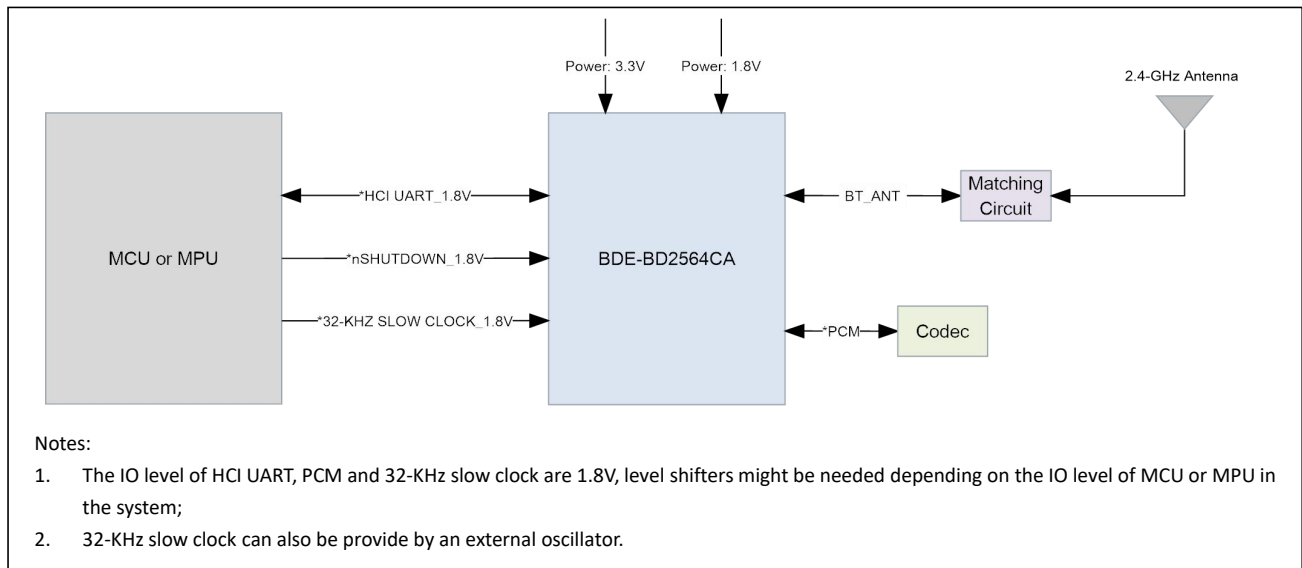 Power: 3.3V
Power: 1.8V
2.4-GHz Antenna
MCU or MPU
*HCI UART_1.8V
*nSHUTDOWN_1.8V
*32-KHZ SLOW CLOCK_1.8V
BDE-BD2564CA
BT_ANT
Matching
Circuit
*PCM
Codec
Notes:
1. The IO level of HCI UART, PCM and 32-KHz slow clock are 1.8V, level shifters might be needed depending on the IO level of MCU or MPU in
the system;
2. 32-KHz slow clock can also be provide by an external oscillator.